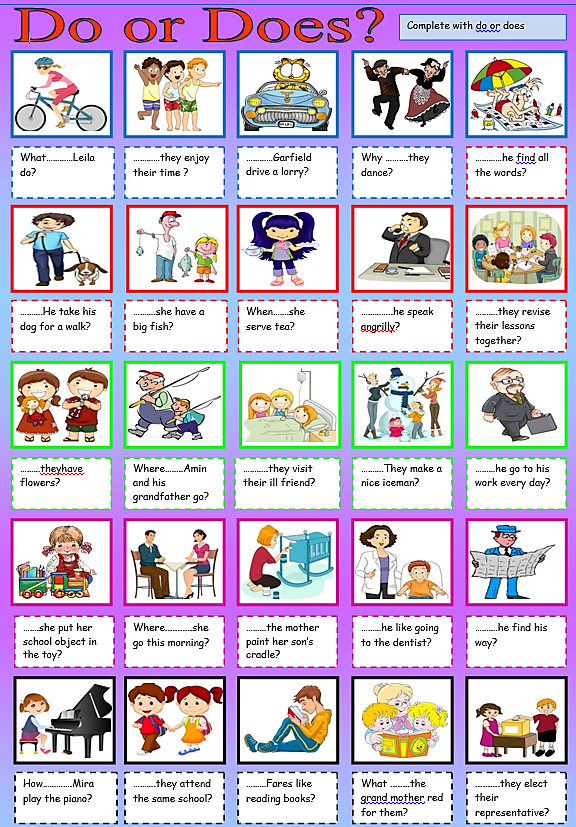 Do or Does?
Complete with do or does
What............Leila
do?
............they enjoy
their time ?
............Garfield
drive a lorry?
Why ..........they
dance?
............he find all
the words?
..........He take his
dog for a walk?
..........she have a
big fish?
When.......she
serve tea?
..............he speak
angrilly?
..........they revise
their lessons
together?
.........theyhave
flowers?
Where........Amin
and his
grandfather go?
...........they visit
their ill friend?
..........They make a
nice iceman?
.........he go to his
work every day?
........she put her
school object in
the toy?
Where............she
go this morning?
........the mother
paint her son's
cradle?
.........he like going
to the dentist?
..........he find his
way?
How.............Mira
play the piano?
..........they attend
the same school?
.........Fares like
reading books?
What .........the
grand mother red
for them?
...........they elect
their
representative?